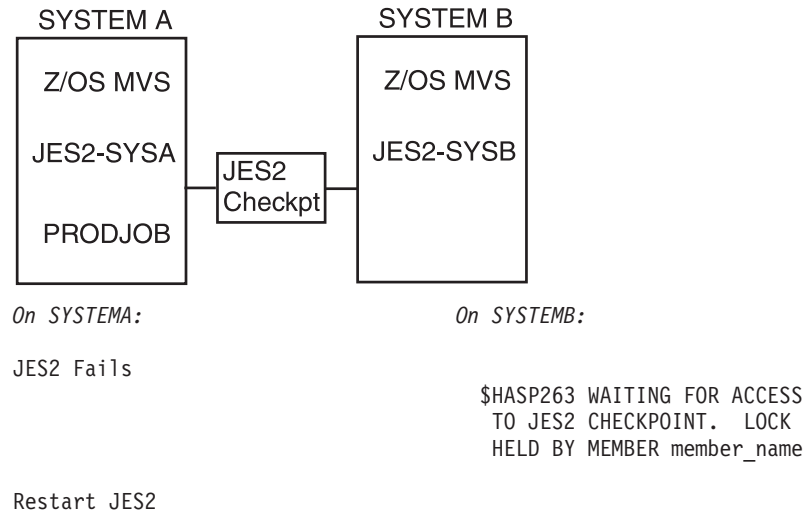 SYSTEM A
SYSTEM B
Z/OS MVS
Z/OS MVS
JES2-SYSA
JES2-SYSB
JES2
Checkpt
PRODJOB
On SYSTEMA:
On SYSTEMB:
JES2 Fails
$HASP263 WAITING FOR ACCESS
TO JES2 CHECKPOINT. LOCK
HELD BY MEMBER member_name
Restart JES2